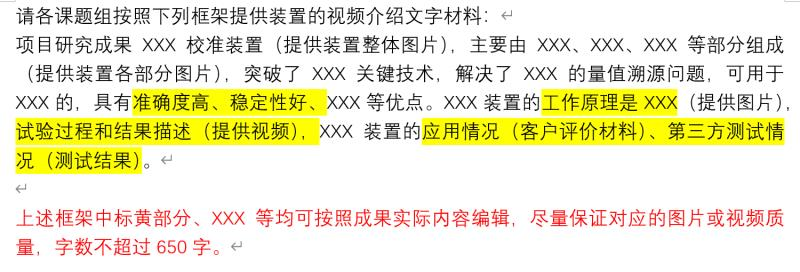 请各课题组按照下列框架提供装置的视频介绍文字材料：
项目研究成果 XXX 校准装置（提供装置整体图片），主要由 XXX、XXX、XXX 等部分组成
（提供装置各部分图片），突破了 XXX 关键技术，解决了 XXX 的量值溯源问题，可用于
XXX 的，具有准确度高、稳定性好、XXX 等优点。XXX 装置的工作原理是 XXX（提供图片），
试验过程和结果描述（提供视频），XXX 装置的应用情况（客户评价材料）、第三方测试情
况（测试结果）。
上述框架中标黄部分、XXX 等均可按照成果实际内容编辑，尽量保证对应的图片或视频质
量，字数不超过 650 字。